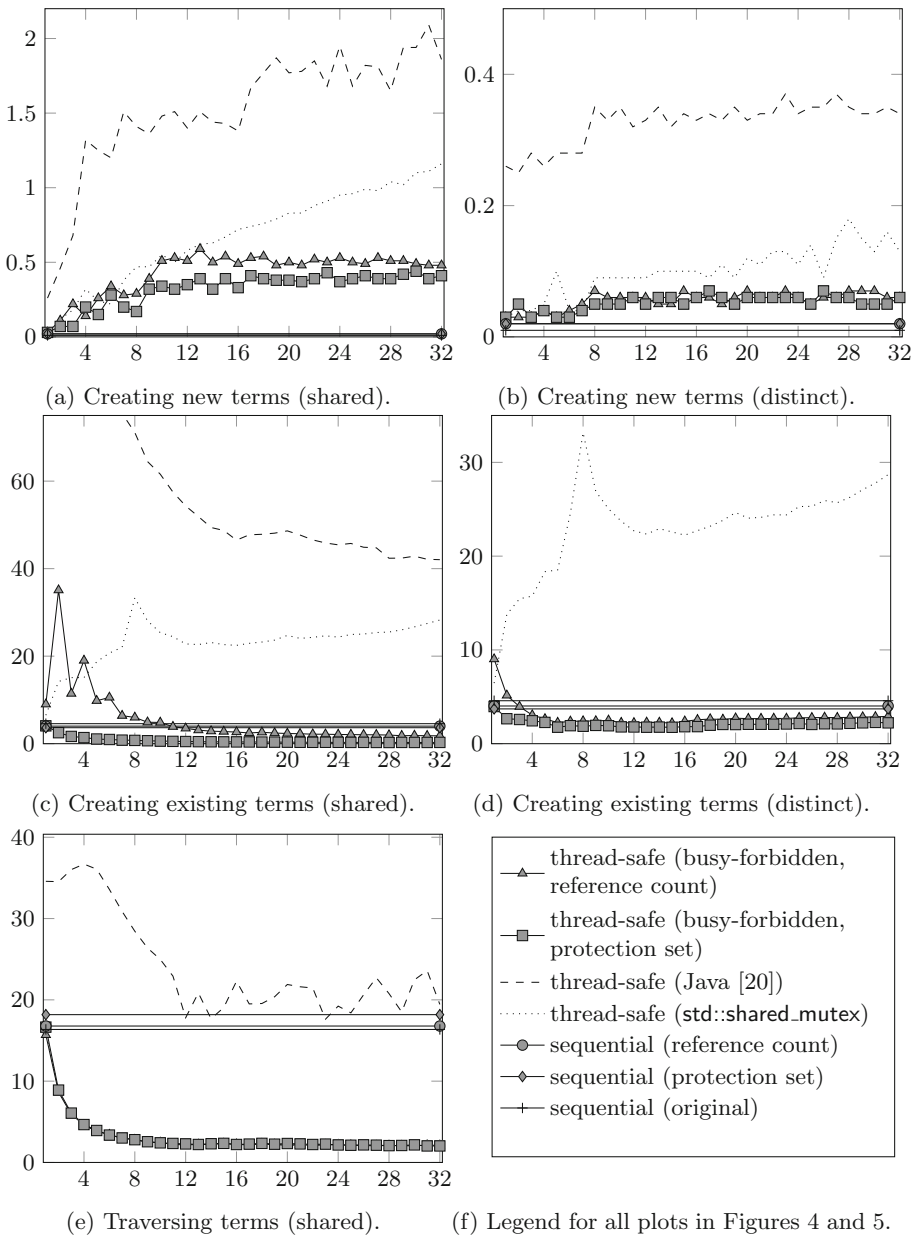 2
1.5
1
0.5
0
4 8 12 16 20 24 28 32
(a) Creating new terms (shared).
0.4
0.2
0
4 8 12 16 20 24 28 32
(b) Creating new terms (distinct).
60
40
20
0
4 8 12 16 20 24 28 32
(c) Creating existing terms (shared).
30
20
10
0
4 8 12 16 20 24 28 32
(d) Creating existing terms (distinct).
40
30
20
10
0
4 8 12 16 20 24 28 32
(e) Traversing terms (shared).
thread-safe (busy-forbidden,
reference count)
thread-safe (busy-forbidden,
protection set)
thread-safe (Java [20])
thread-safe (std::shared_mutex)
sequential (reference count)
sequential (protection set)
sequential (original)
(f) Legend for all plots in Figures 4 and 5.